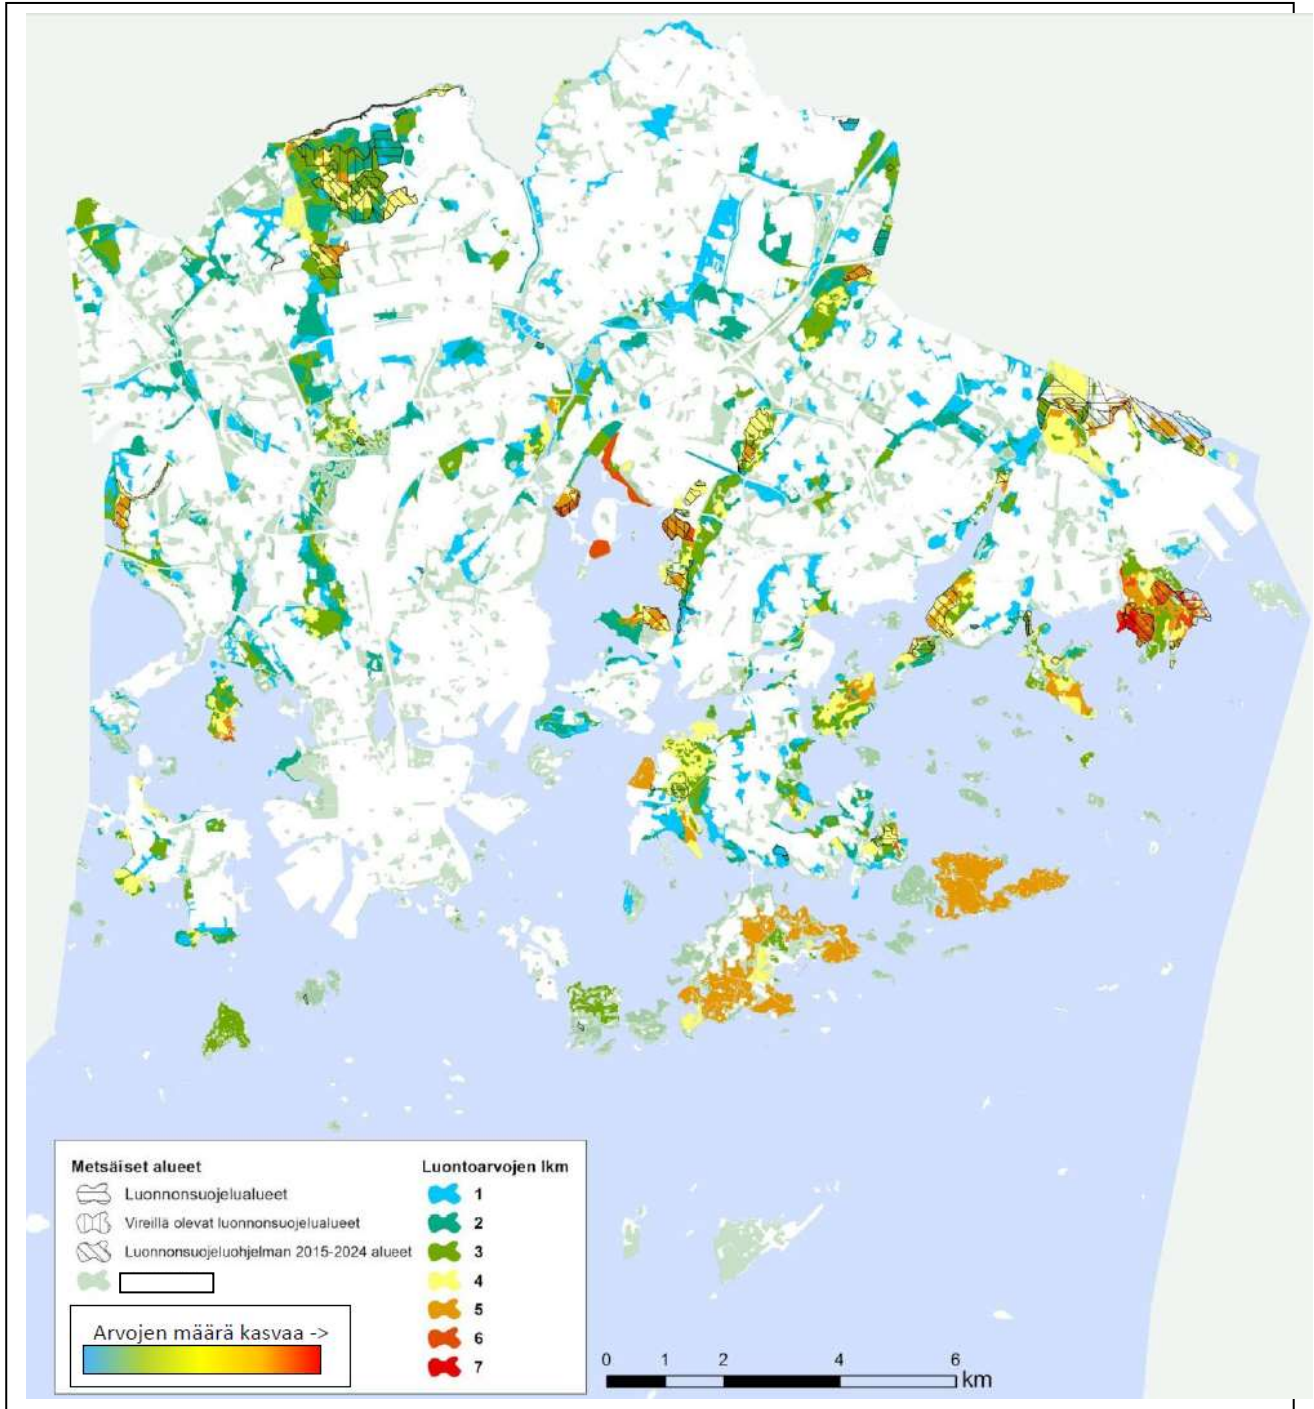 Metsäiset alueet
Luonnonsuojelualueet
Vireillä olevat luonnonsuojelualueet
Luonnonsuojeluohjelman 2015-2024 alueet
Arvojen määrä kasvaa ->
Luontoarvojen lkm
1
2
3
4
5
6
7
0 1 2 4 6
km